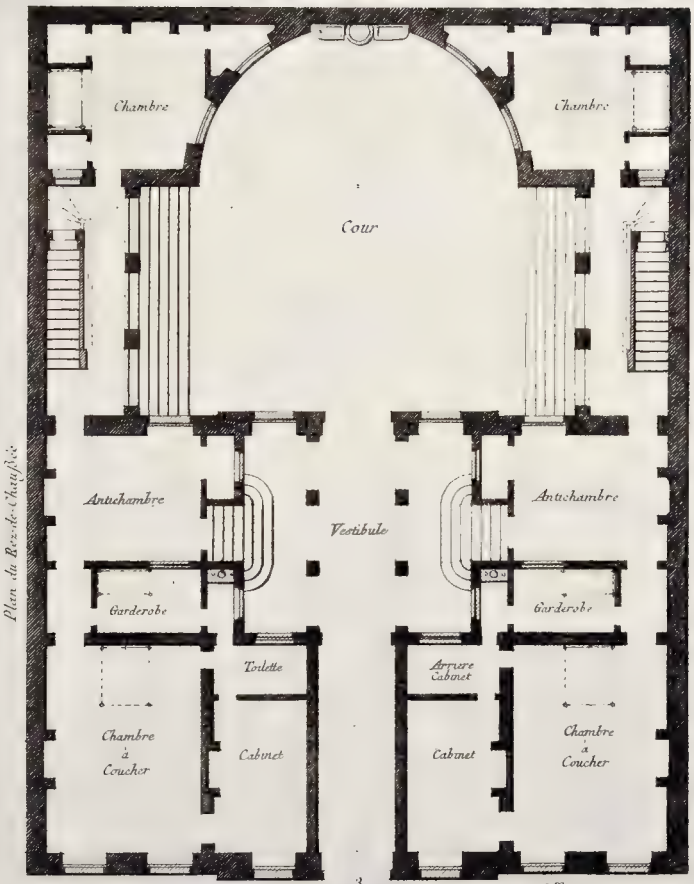 Plan du Rez-de-Chaussée
Chambre
Chambre
Cour
Antichambre
Vestibule
Antichambre
Garderobe
Garderobe
Toilette
Arriere
Cabinet
Chambre
à
Coucher
Cabinet
Cabinet
Chambre
à
Coucher